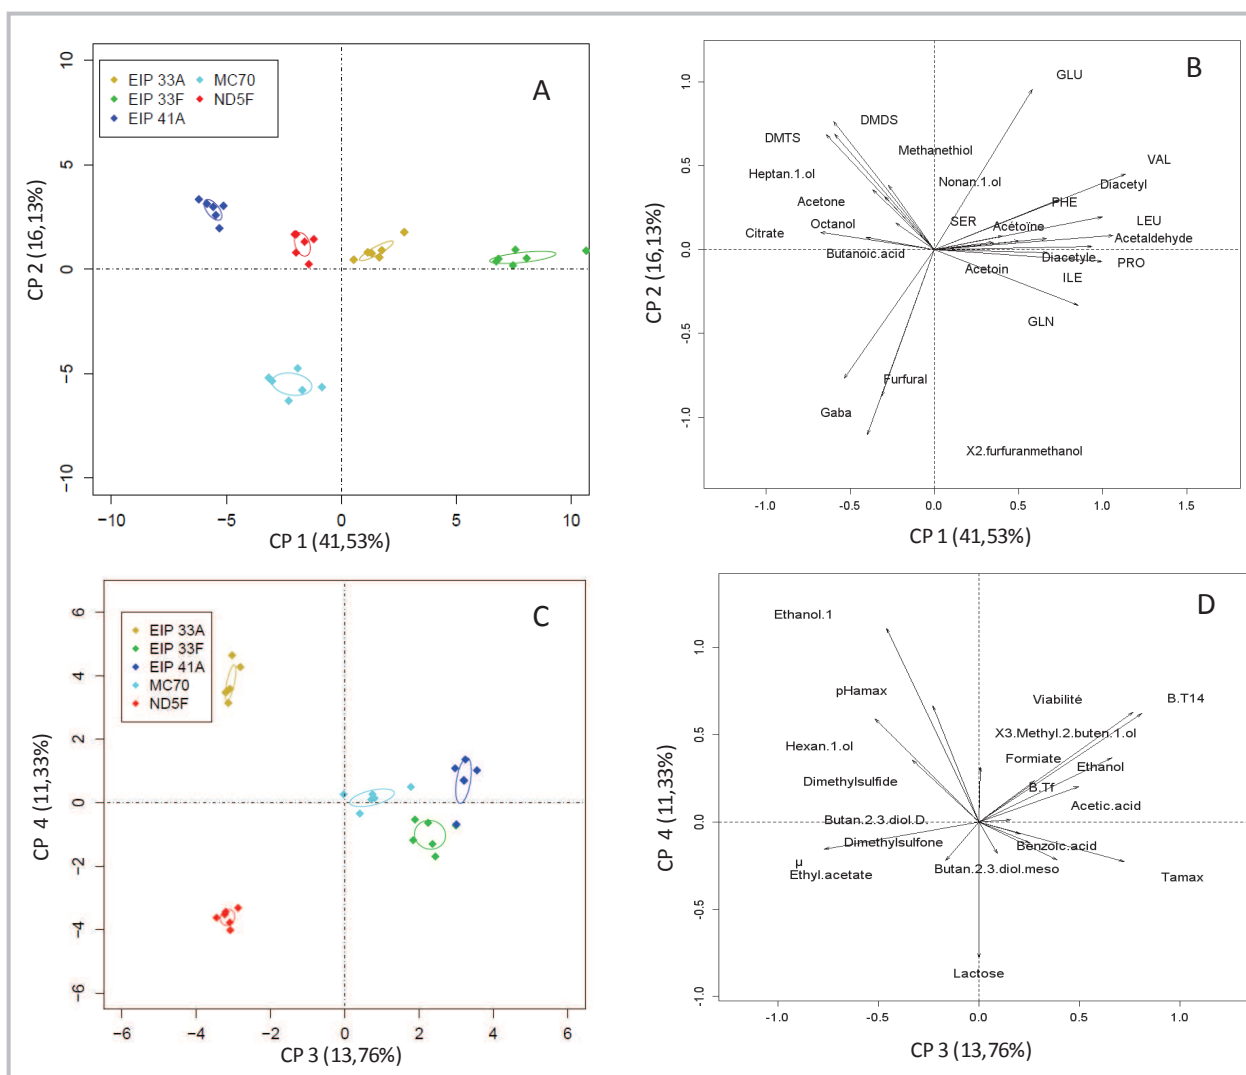 A
EIP 33A MC70
EIP 33F ND5F
EIP 41A
10
5
0
−5
−10
CP 2 (16,13%)
−10 −5 0 5 10
CP 1 (41,53%)
B
GLU
DMDS
DMTS
Methanethiol
VAL
Heptan.1.ol
Nonan.1.ol
Diacetyl
Acetone
PHE
Octanol
SER
Acétoïne
LEU
Citrate
Acetaldehyde
Butanoic.acid
Diacetyle
Acetoin
PRO
ILE
GLN
Furfural
Gaba
X2.furfuranmethanol
1.0
0.5
0.0
-0.5
-1.0
CP 2 (16,13%)
-1.0 -0.5 0.0 0.5 1.0 1.5
CP 1 (41,53%)
C
EIP 33A
EIP 33F
EIP 41A
MC70
ND5F
6
4
2
0
−2
−4
−6
CP 4 (11,33%)
−6 −4 −2 0 2 4 6
CP 3 (13,76%)
D
Ethanol.1
pHamax
Viabilité
B.T14
X3.Methyl.2.buten.1.ol
Hexan.1.ol
Formiate
Ethanol
Dimethylsulfide
B.Tf
Acetic.acid
Butan.2.3.diol.D.
Dimethylsulfone
Benzoic.acid
µ
Ethyl.acetate
Butan.2.3.diol.meso
Tamax
Lactose
1.0
0.5
0.0
-0.5
-1.0
CP 4 (11,33%)
-1.0 -0.5 0.0 0.5 1.0
CP 3 (13,76%)